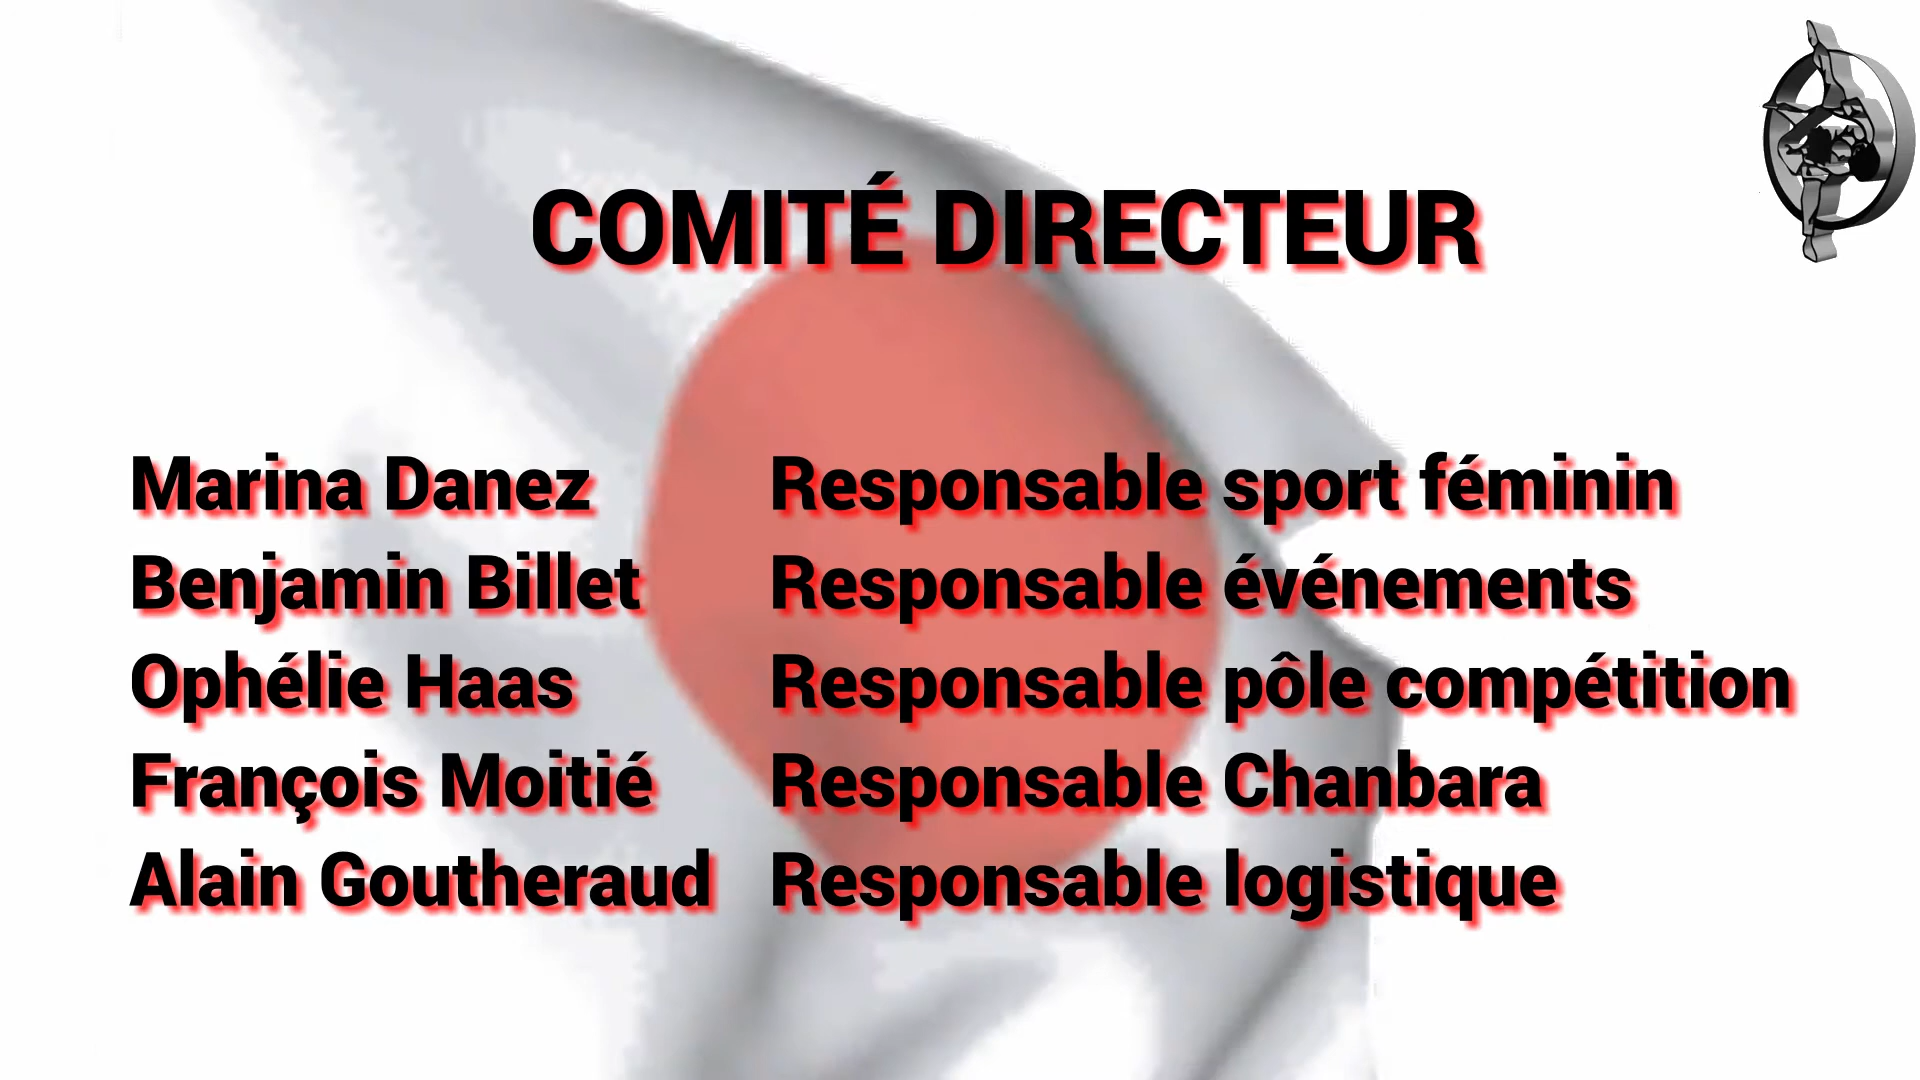 COMITÉ DIRECTEUR
Marina Danez Responsable sport féminin
Benjamin Billet Responsable événements
Ophélie Haas Responsable pôle compétition
François Moitié Responsable Chanbara
Alain Goutheraud Responsable logistique